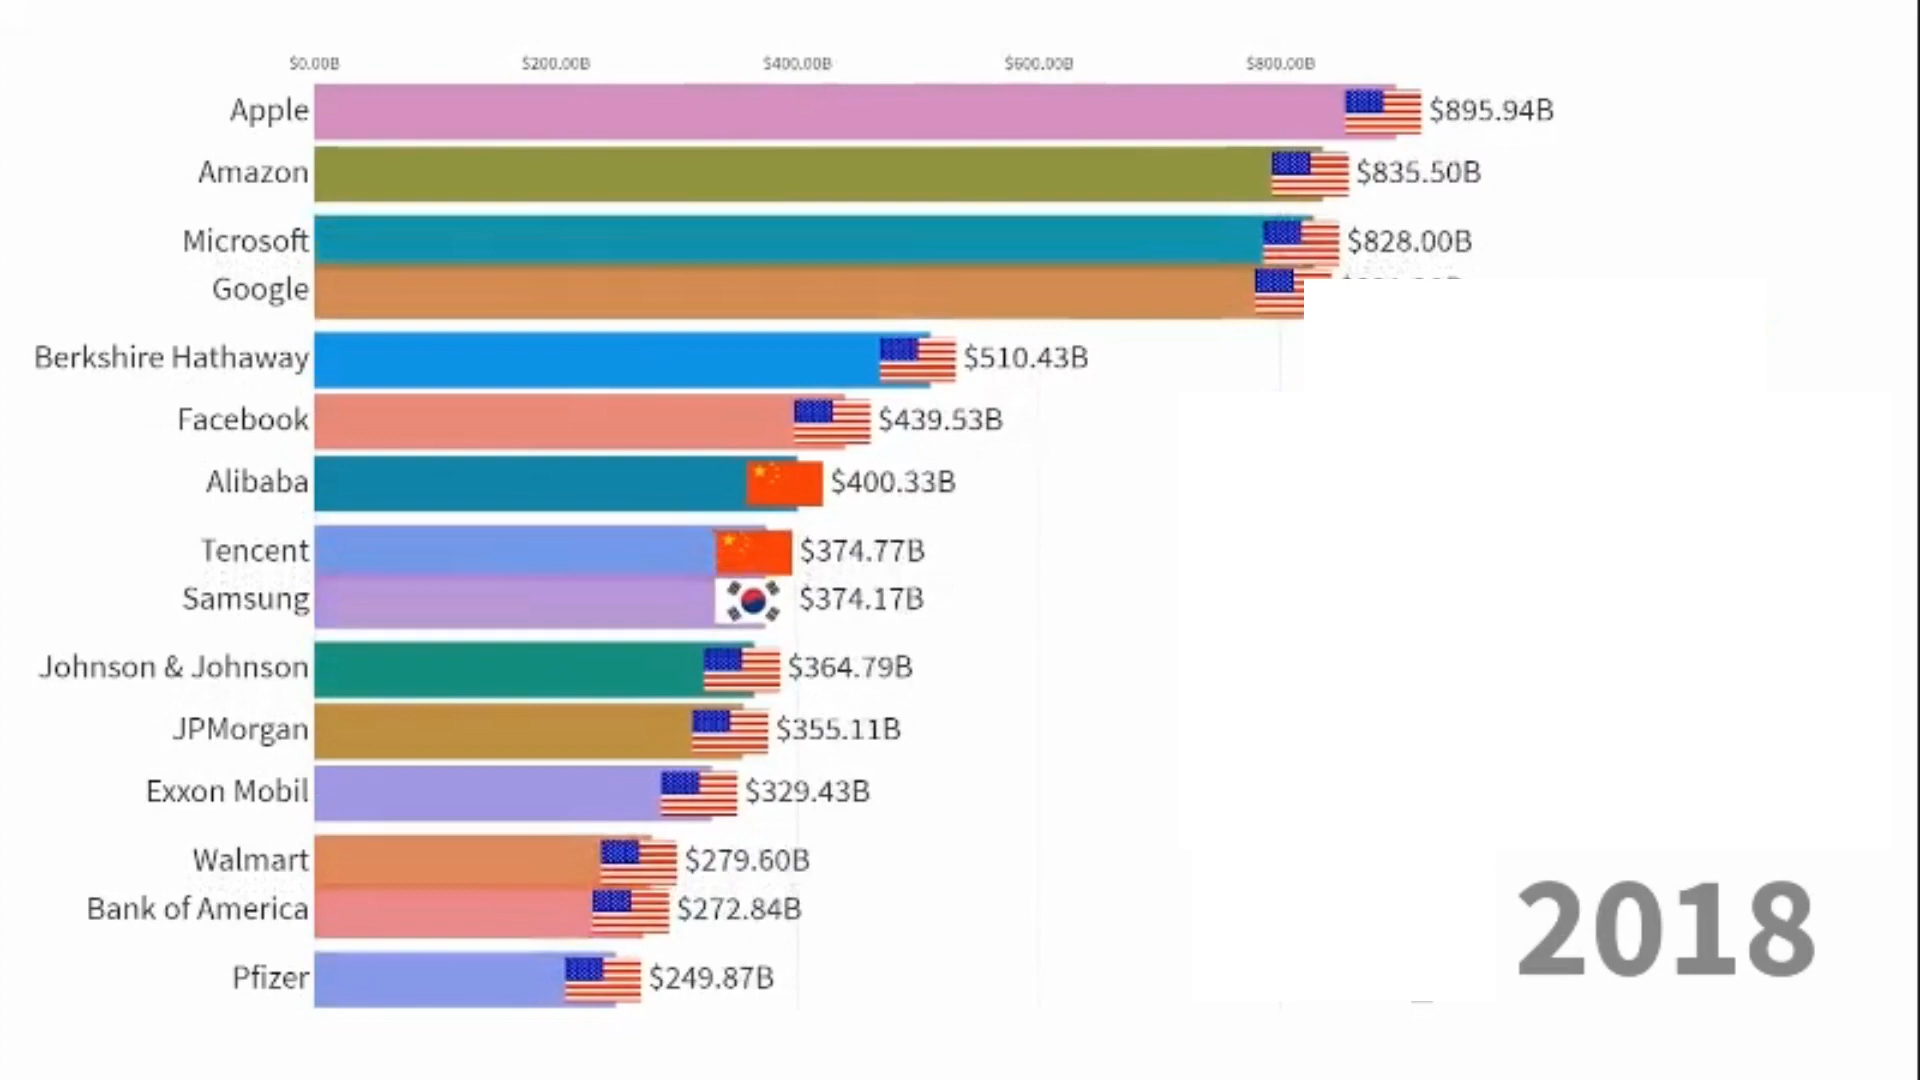 $0.00B $200.00B $400.00B $600.00B $800.00B
Apple $895.94B
Amazon $835.50B
Microsoft $828.00B
Google
Berkshire Hathaway $510.43B
Facebook $439.53B
Alibaba $400.33B
Tencent $374.77B
Samsung $374.17B
Johnson & Johnson $364.79B
JPMorgan $355.11B
Exxon Mobil $329.43B
Walmart $279.60B
Bank of America $272.84B
Pfizer $249.87B
2018